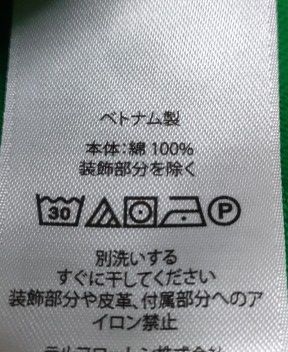 ベトナム製
本体：綿 100%
装飾部分を除く
30 P
別洗いする
すぐに干してください
装飾部分や皮革、付属部分へのア
イロン禁止